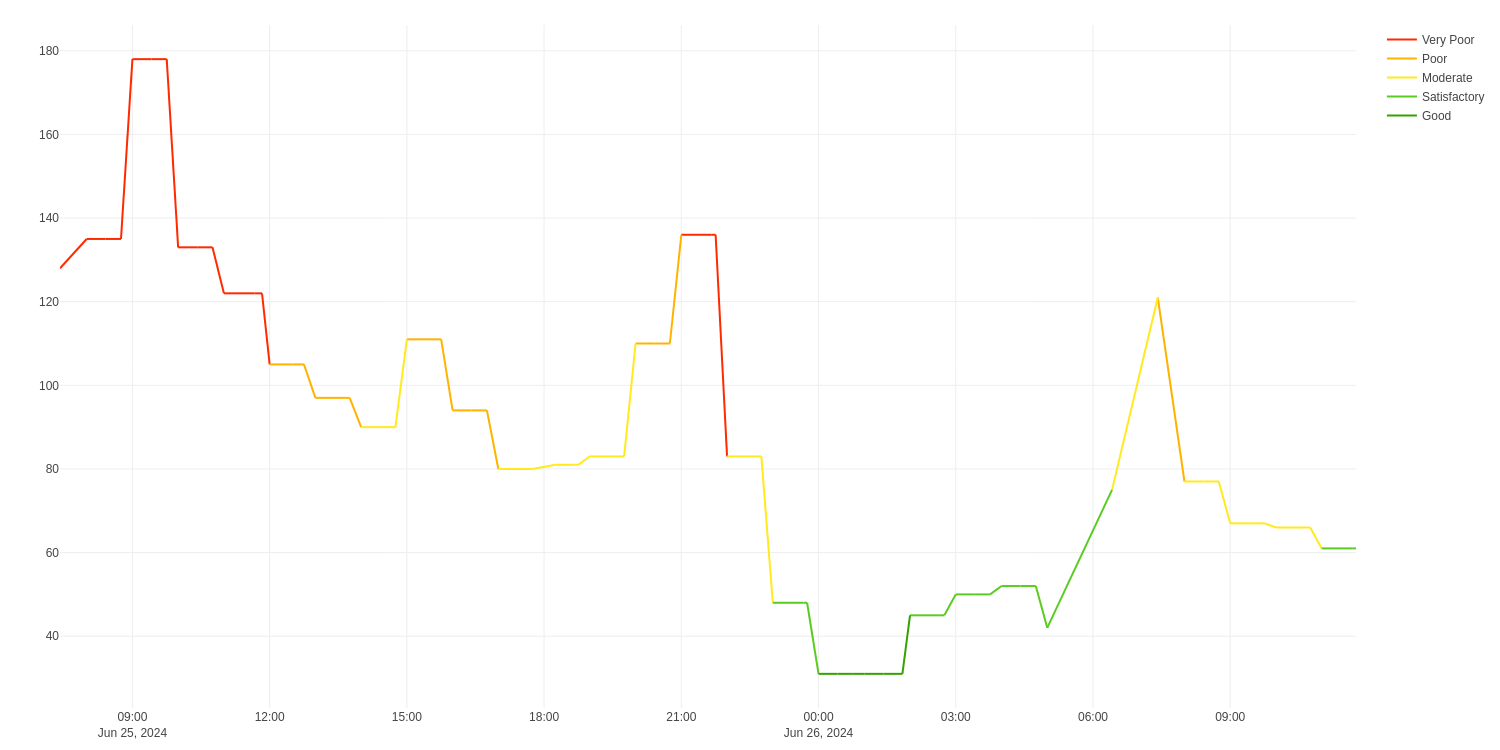 180
160
140
120
100
80
60
40
09:00
Jun 25, 2024
12:00
15:00
18:00
21:00
00:00
Jun 26, 2024
03:00
06:00
09:00
Very Poor
Poor
Moderate
Satisfactory
Good